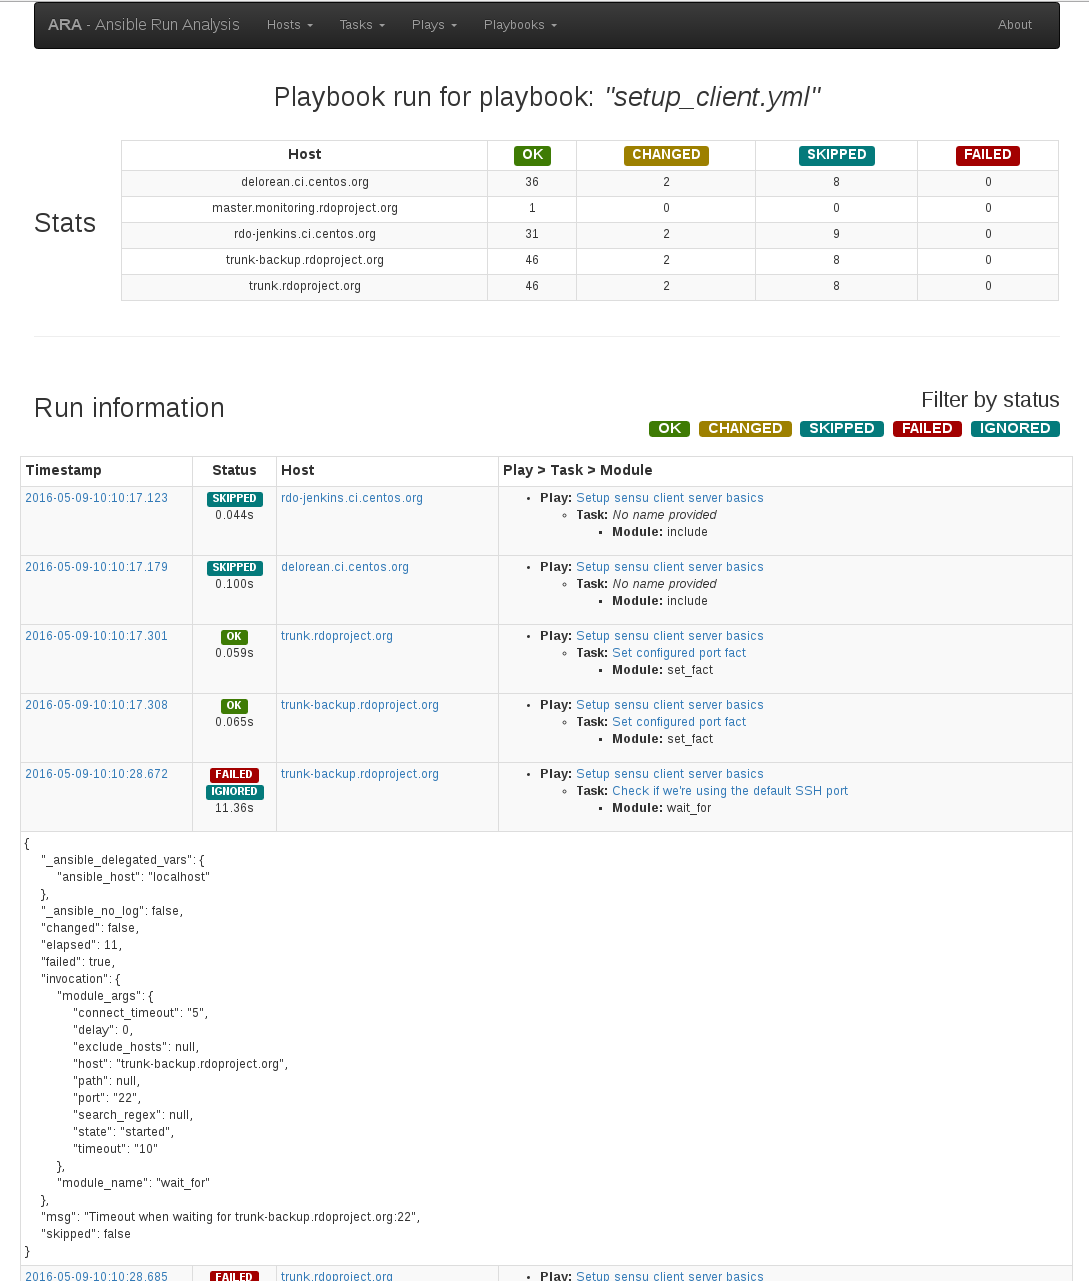 ARA - Ansible Run Analysis Hosts Tasks Plays Playbooks About
Playbook run for playbook: "setup_client.yml"
Stats
Host OK CHANGED SKIPPED FAILED
delorean.ci.centos.org 36 2 8 0
master.monitoring.rdoproject.org 1 0 0 0
rdo-jenkins.ci.centos.org 31 2 9 0
trunk-backup.rdoproject.org 46 2 8 0
trunk.rdoproject.org 46 2 8 0
Run information
Filter by status
OK CHANGED SKIPPED FAILED IGNORED
Timestamp Status Host Play > Task > Module
2016-05-09-10:10:17.123 SKIPPED rdo-jenkins.ci.centos.org Play: Setup sensu client server basics
0.044s Task: No name provided
Module: include
2016-05-09-10:10:17.179 SKIPPED delorean.ci.centos.org Play: Setup sensu client server basics
0.100s Task: No name provided
Module: include
2016-05-09-10:10:17.301 OK trunk.rdoproject.org Play: Setup sensu client server basics
0.059s Task: Set configured port fact
Module: set_fact
2016-05-09-10:10:17.308 OK trunk-backup.rdoproject.org Play: Setup sensu client server basics
0.065s Task: Set configured port fact
Module: set_fact
2016-05-09-10:10:28.672 FAILED trunk-backup.rdoproject.org Play: Setup sensu client server basics
IGNORED Task: Check if we're using the default SSH port
11.36s Module: wait_for
{
"_ansible_delegated_vars": {
"ansible_host": "localhost"
},
"_ansible_no_log": false,
"changed": false,
"elapsed": 11,
"failed": true,
"invocation": {
"module_args": {
"connect_timeout": "5",
"delay": 0,
"exclude_hosts": null,
"host": "trunk-backup.rdoproject.org",
"path": null,
"port": "22",
"search_regex": null,
"state": "started",
"timeout": "10"
},
"module_name": "wait_for"
},
"msg": "Timeout when waiting for trunk-backup.rdoproject.org:22",
"skipped": false
}
2016-05-09-10:10:28.685 FAILED trunk.rdoproject.org Play: Setup sensu client server basics